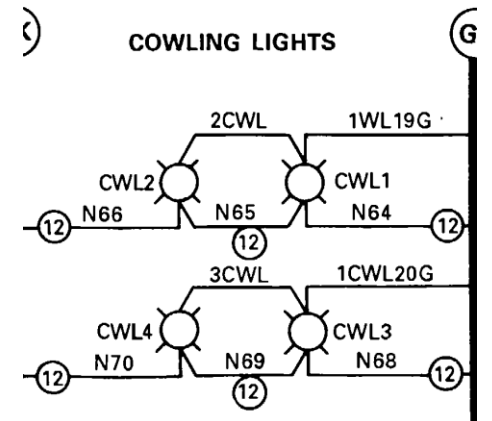 K
COWLING LIGHTS
G
2CWL 1WL19G
CWL2 CWL1
12 N66 N65 N64 12
12
3CWL 1CWL20G
CWL4 CWL3
12 N70 N69 N68 12
12